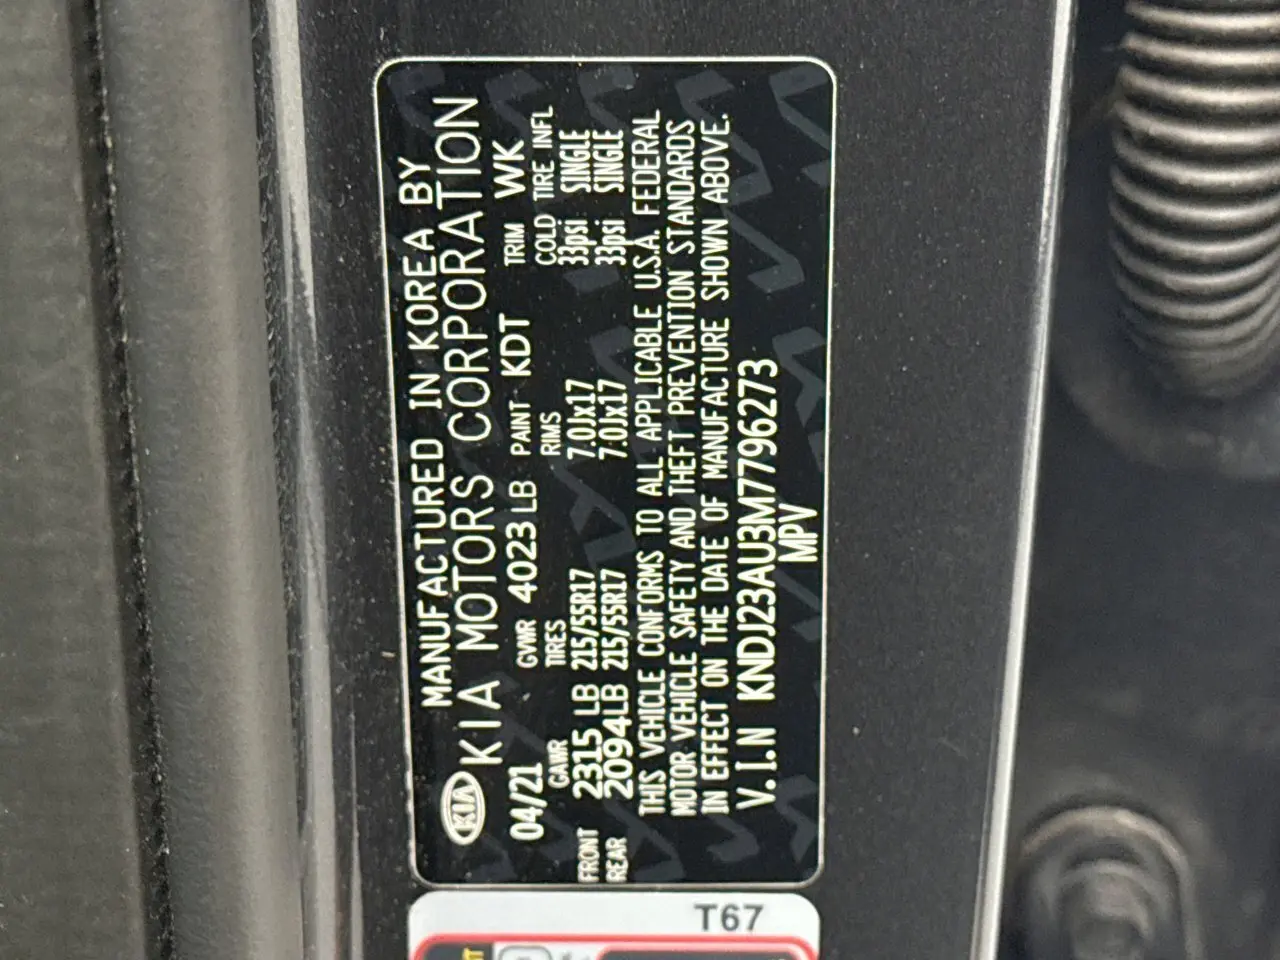 MANUFACTURED IN KOREA BY
KIA KIA MOTORS CORPORATION
04/21 GVWR 4023 LB PAINT KDT TRIM WK
GAWR TIRES RIMS COLD TIRE INFL
FRONT 2315 LB 215/55R17 7.0Jx17 33psi SINGLE
REAR 2094LB 215/55R17 7.0Jx17 33psi SINGLE
THIS VEHICLE CONFORMS TO ALL APPLICABLE U.S.A. FEDERAL
MOTOR VEHICLE SAFETY AND THEFT PREVENTION STANDARDS
IN EFFECT ON THE DATE OF MANUFACTURE SHOWN ABOVE.
V.I.N KNDJ23AU3M7796273
MPV
T67